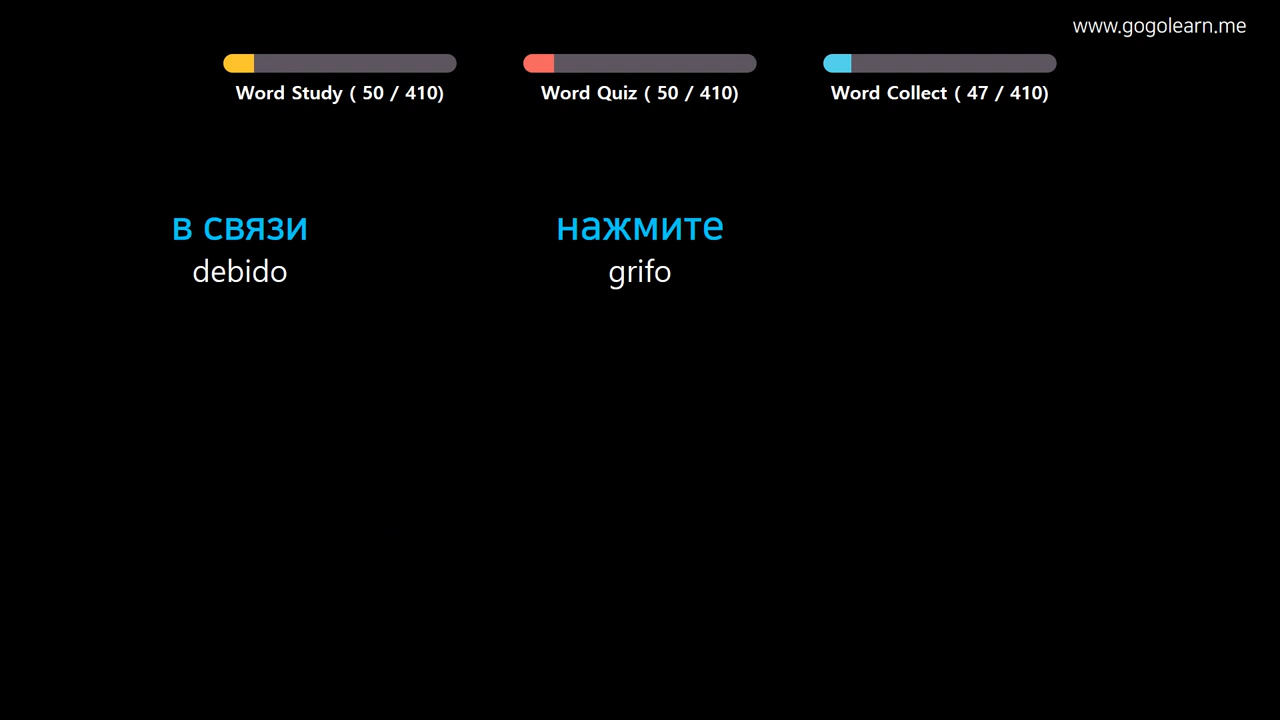 www.gogolearn.me
Word Study ( 50 / 410)
Word Quiz ( 50 / 410)
Word Collect ( 47 / 410)
в связи
debido
нажмите
grifo